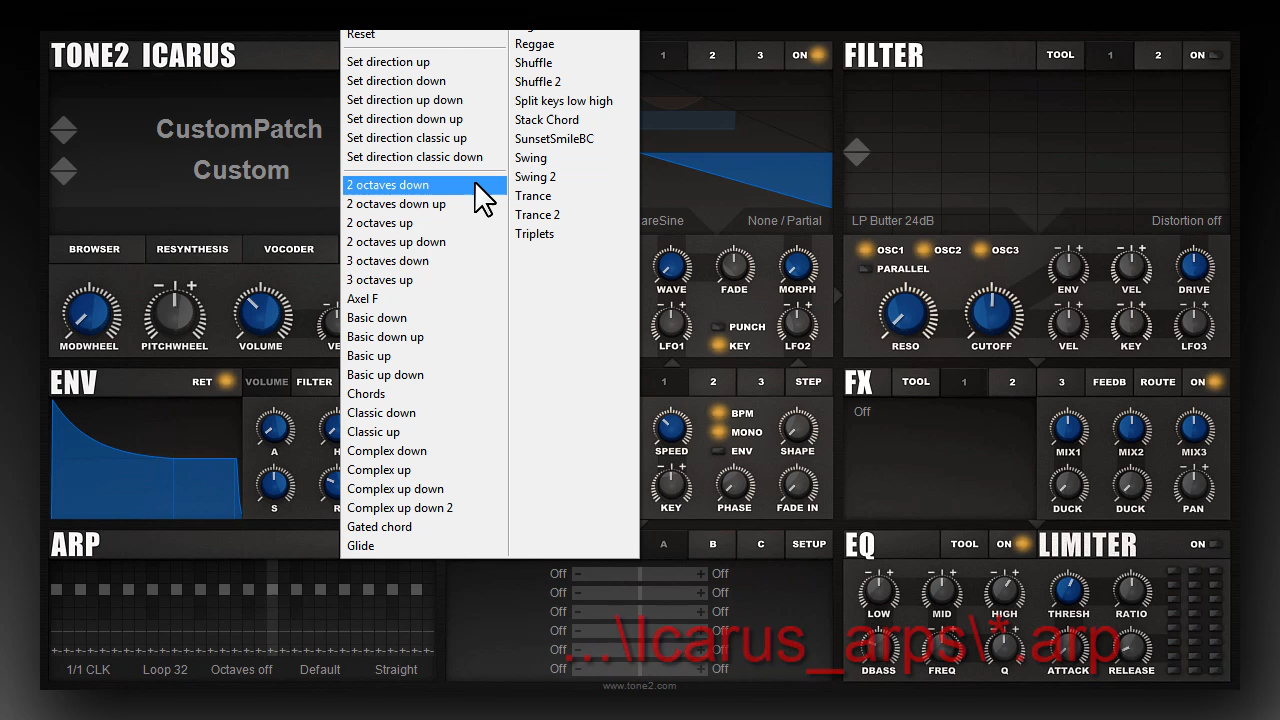 TONE2 ICARUS
CustomPatch
Custom
BROWSER
RESYNTHESIS
VOCODER
MODWHEEL
PITCHWHEEL
VOLUME
Reset
Set direction up
Set direction down
Set direction up down
Set direction down up
Set direction classic up
Set direction classic down
2 octaves down
2 octaves down up
2 octaves up
2 octaves up down
3 octaves down
3 octaves up
Axel F
Basic down
Basic down up
Basic up
Basic up down
Chords
Classic down
Classic up
Complex down
Complex up
Complex up down
Complex up down 2
Gated chord
Glide
Reggae
Shuffle
Shuffle 2
Split keys low high
Stack Chord
SunsetSmileBC
Swing
Swing 2
Trance
Trance 2
Triplets
1
2
3
ON
None / Partial
WAVE
FADE
MORPH
PUNCH
KEY
LFO1
LFO2
FILTER
TOOL
1
2
ON
LP Butter 24dB
Distortion off
OSC1
OSC2
OSC3
PARALLEL
ENV
VEL
DRIVE
RESO
CUTOFF
VEL
KEY
LFO3
ENV
RET
VOLUME
FILTER
A
S
1
2
3
STEP
SPEED
BPM
MONO
ENV
SHAPE
KEY
PHASE
FADE IN
FX
TOOL
1
2
3
FEEDB
ROUTE
ON
Off
MIX1
MIX2
MIX3
DUCK
DUCK
PAN
ARP
1/1 CLK
Loop 32
Octaves off
Default
Straight
A
B
C
SETUP
Off - + Off
Off - + Off
Off - + Off
Off - + Off
Off - + Off
Off - + Off
EQ
TOOL
ON
LIMITER
ON
LOW
MID
HIGH
THRESH
RATIO
DBASS
FREQ
Q
ATTACK
RELEASE
...\Icarus_arps\*.arp
www.tone2.com